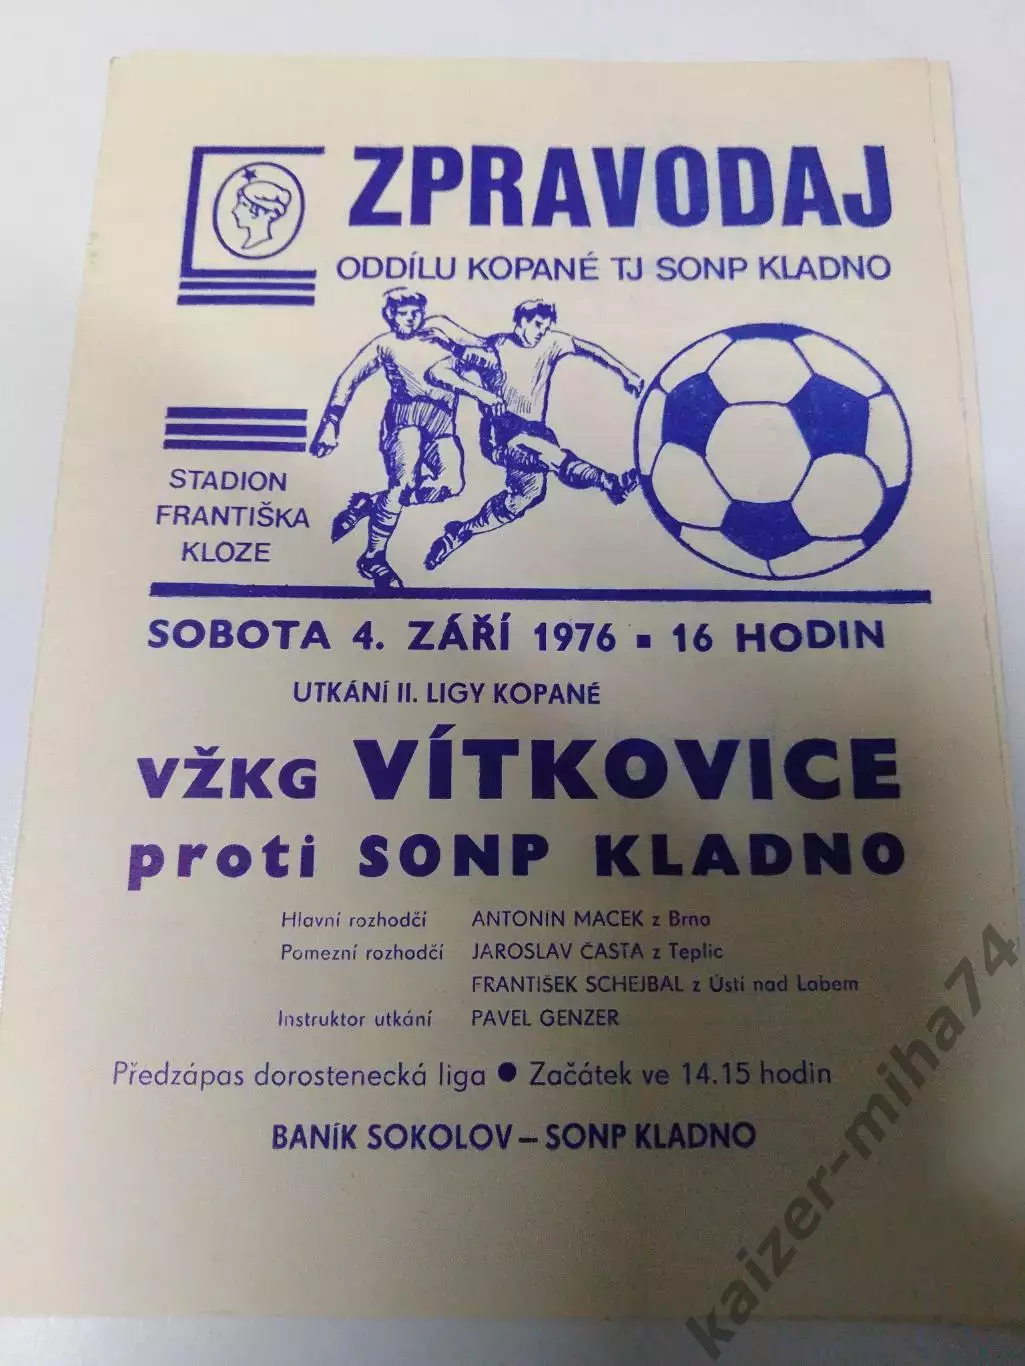 ZPRAVODAJ
ODDÍLU KOPANÉ TJ SONP KLADNO
STADION
FRANTIŠKA
KLOZE
SOBOTA 4. ZÁŘÍ 1976 ▪ 16 HODIN
UTKÁNÍ II. LIGY KOPANÉ
VŽKG VÍTKOVICE
proti SONP KLADNO
Hlavní rozhodčí ANTONÍN MACEK z Brna
Pomezní rozhodčí JAROSLAV ČASTA z Teplic
FRANTIŠEK SCHEJBAL z Ústí nad Labem
Instruktor utkání PAVEL GENZER
Předzápas dorostenecká liga ● Začátek ve 14.15 hodin
BANÍK SOKOLOV – SONP KLADNO
kaizer-miha74